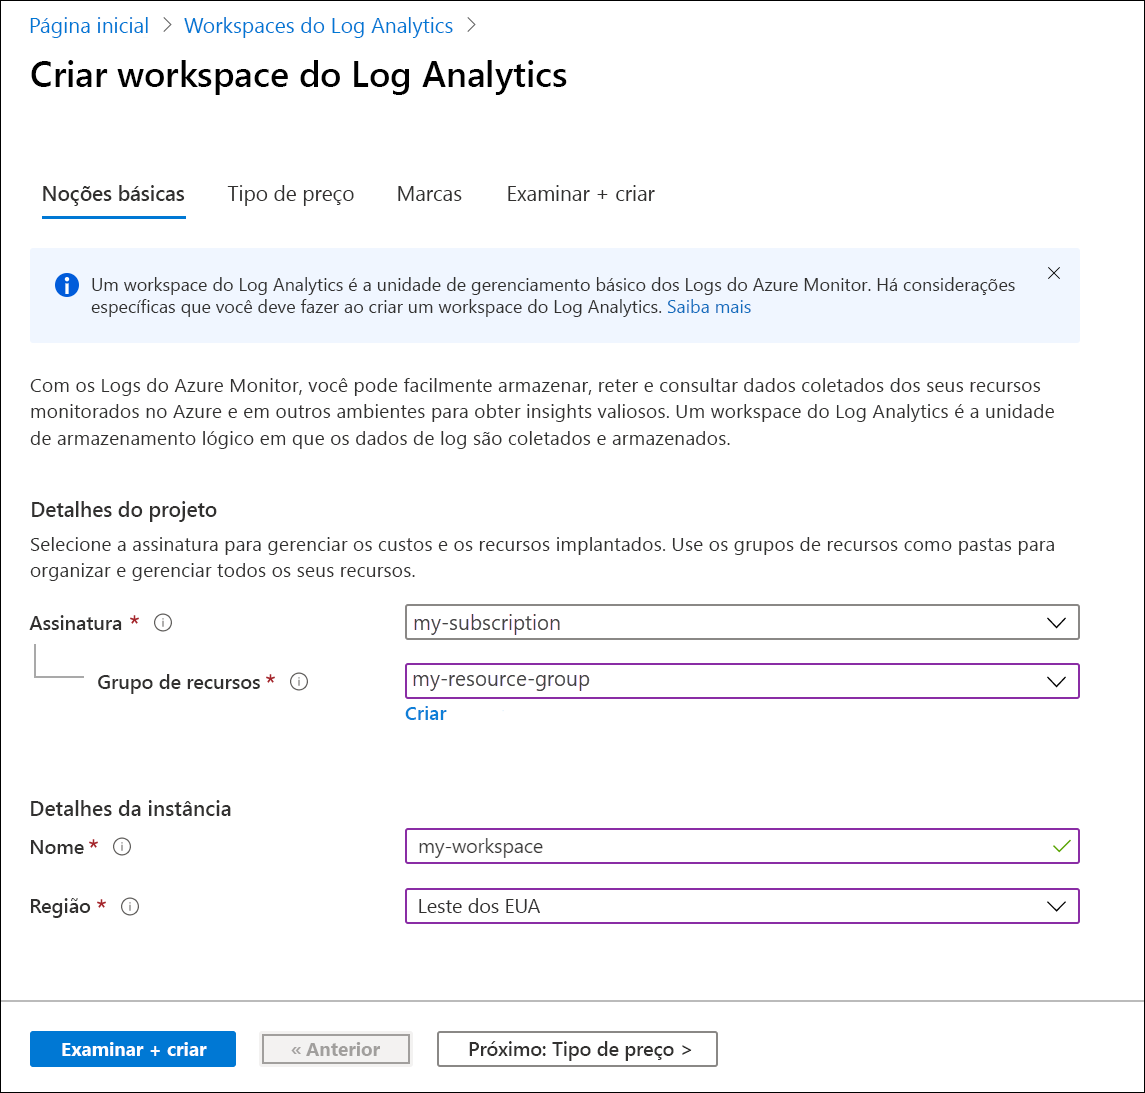 Página inicial > Workspaces do Log Analytics >
Criar workspace do Log Analytics
Noções básicas Tipo de preço Marcas Examinar + criar
Um workspace do Log Analytics é a unidade de gerenciamento básico dos Logs do Azure Monitor. Há considerações
específicas que você deve fazer ao criar um workspace do Log Analytics. Saiba mais
Com os Logs do Azure Monitor, você pode facilmente armazenar, reter e consultar dados coletados dos seus recursos
monitorados no Azure e em outros ambientes para obter insights valiosos. Um workspace do Log Analytics é a unidade
de armazenamento lógico em que os dados de log são coletados e armazenados.
Detalhes do projeto
Selecione a assinatura para gerenciar os custos e os recursos implantados. Use os grupos de recursos como pastas para
organizar e gerenciar todos os seus recursos.
Assinatura * my-subscription
Grupo de recursos * my-resource-group
Criar
Detalhes da instância
Nome * my-workspace
Região * Leste dos EUA
Examinar + criar « Anterior Próximo: Tipo de preço >